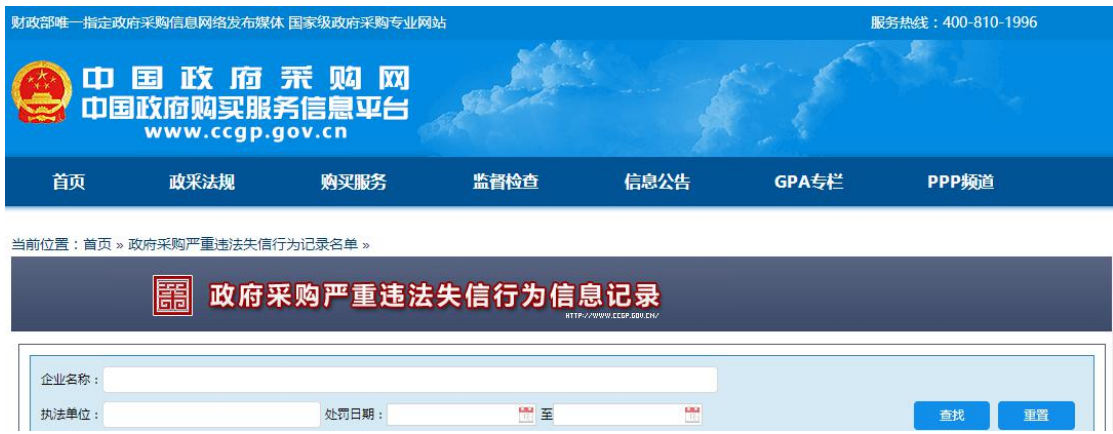 财政部唯一指定政府采购信息网络发布媒体 国家级政府采购专业网站
服务热线：400-810-1996
中国政府采购网
中国政府购买服务信息平台
www.ccgp.gov.cn
首页 政采法规 购买服务 监督检查 信息公告 GPA专栏 PPP频道
当前位置：首页 » 政府采购严重违法失信行为记录名单 »
政府采购严重违法失信行为信息记录
HTTP://WWW.CCGP.GOV.CN/
企业名称：
执法单位： 处罚日期： 至 查找 重置